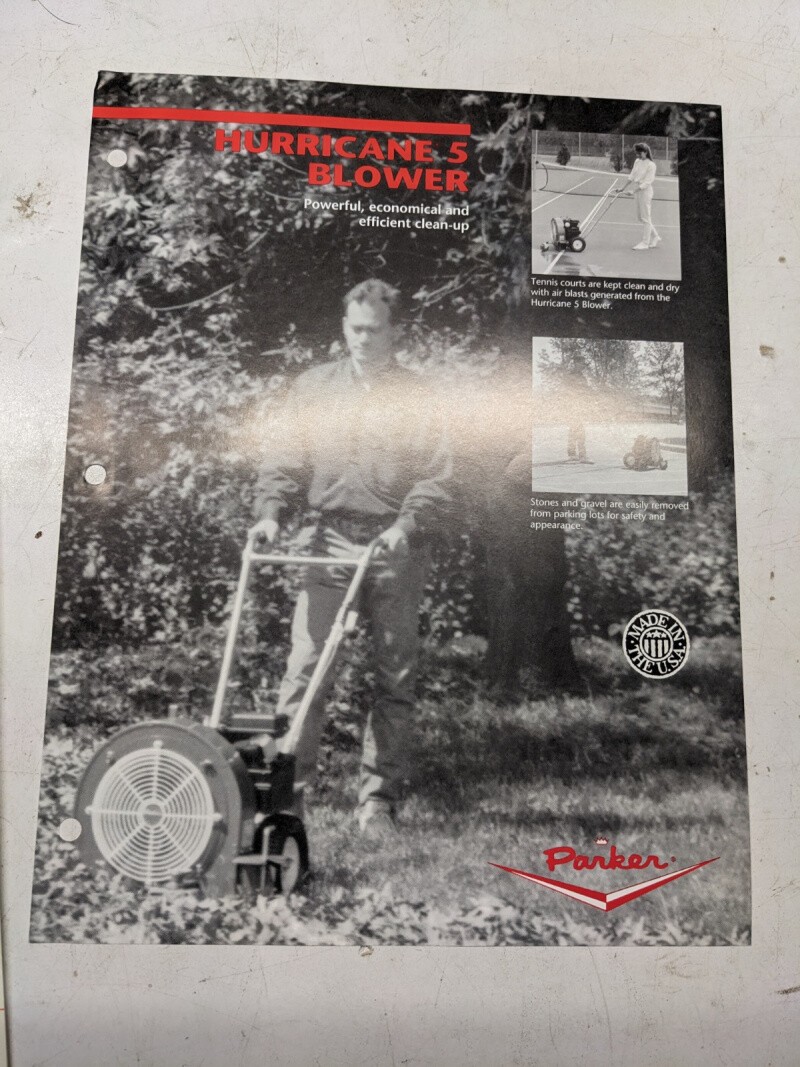 HURRICANE 5
BLOWER
Powerful, economical and
efficient clean-up
Tennis courts are kept clean and dry
with air blasts generated from the
Hurricane 5 Blower.
Stones and gravel are easily removed
from parking lots for safety and
appearance.
MADE IN
THE U.S.A.
Parker